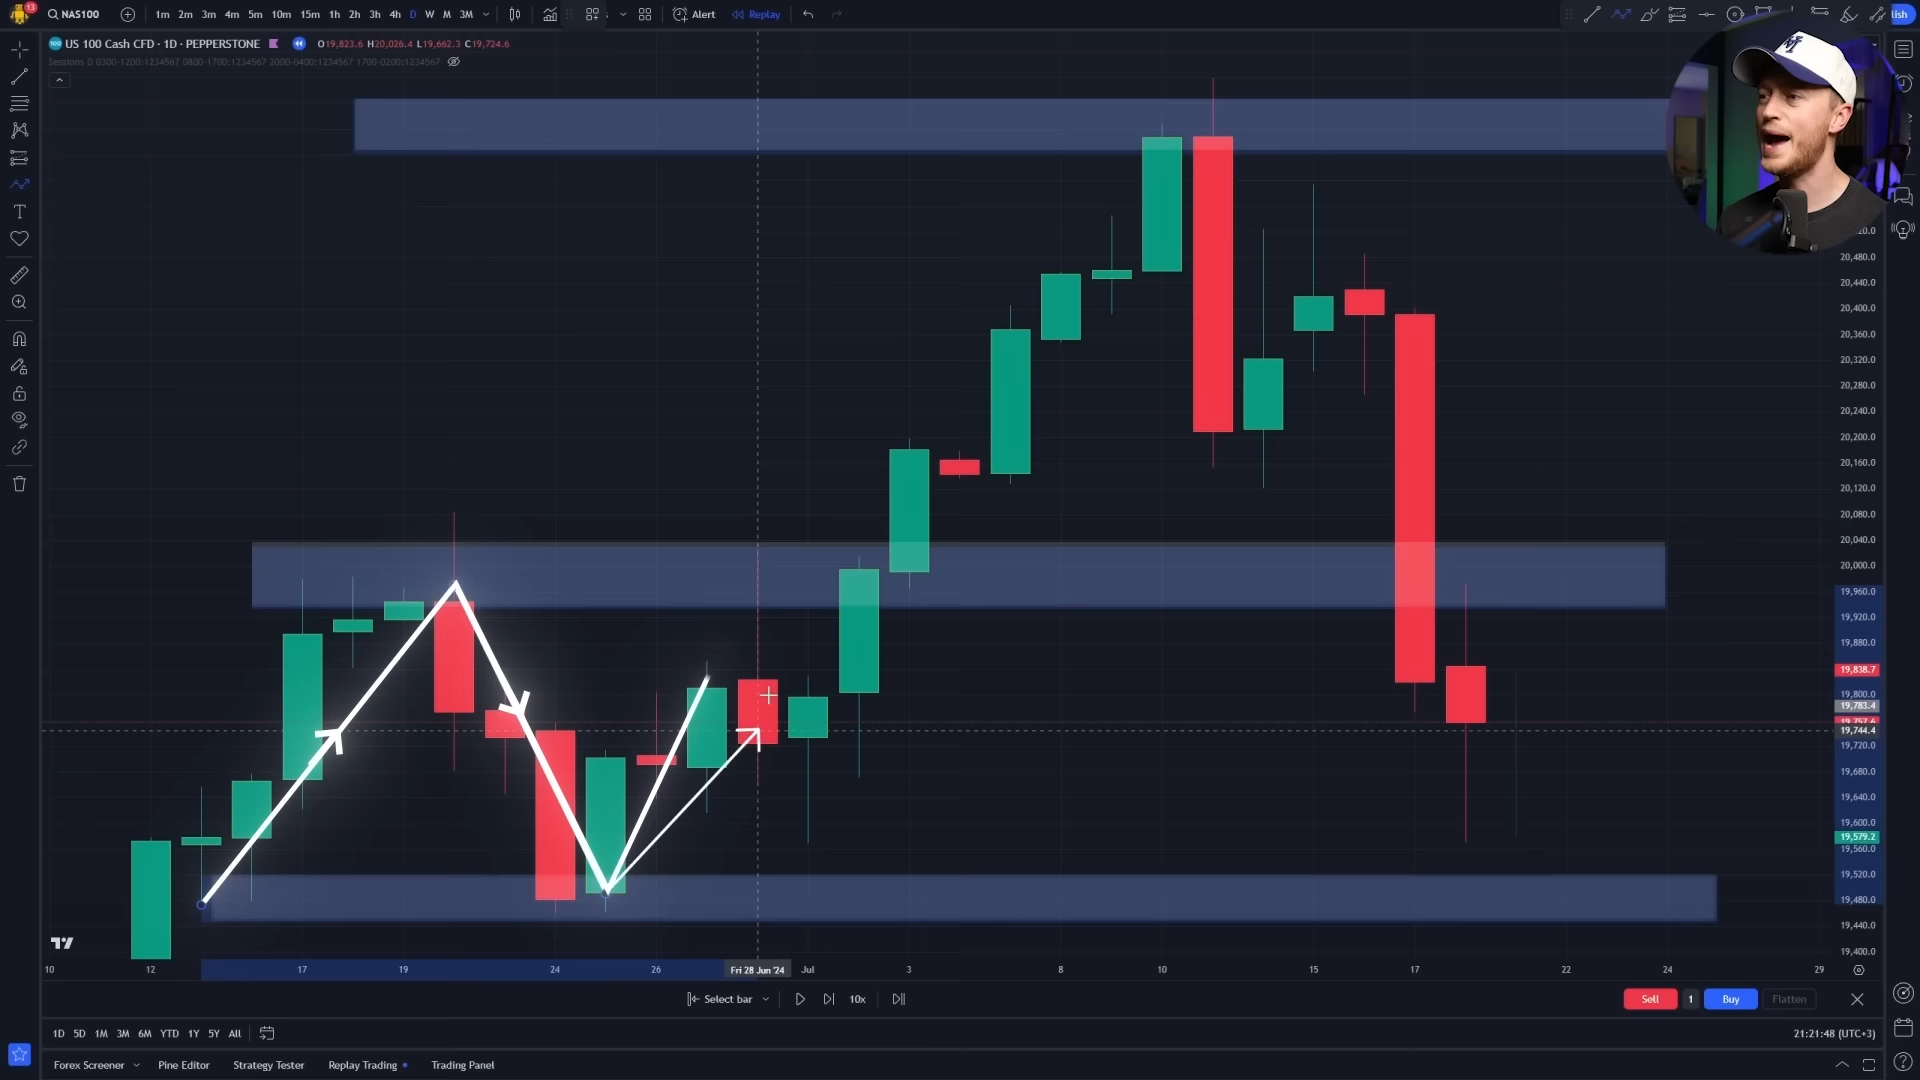 13
NAS100
1m 2m 3m 4m 5m 10m 15m 1h 2h 3h 4h D W M 3M
Alert
Replay
lish
100 US 100 Cash CFD · 1D · PEPPERSTONE
O19,823.6 H20,026.4 L19,662.3 C19,724.6
Sessions D 0300-1200:1234567 0800-1700:1234567 2000-0400:1234567 1700-0200:1234567
20,480.0
20,440.0
20,400.0
20,360.0
20,320.0
20,280.0
20,240.0
20,200.0
20,160.0
20,120.0
20,080.0
20,040.0
20,000.0
19,960.0
19,920.0
19,880.0
19,838.7
19,800.0
19,783.4
19,757.6
19,744.4
19,720.0
19,680.0
19,640.0
19,600.0
19,579.2
19,560.0
19,520.0
19,480.0
19,440.0
19,400.0
10 12 17 19 24 26 Fri 28 Jun '24 Jul 3 8 10 15 17 22 24 29
Select bar
10x
Sell 1 Buy Flatten
1D 5D 1M 3M 6M YTD 1Y 5Y All
21:21:48 (UTC+3)
Forex Screener Pine Editor Strategy Tester Replay Trading Trading Panel